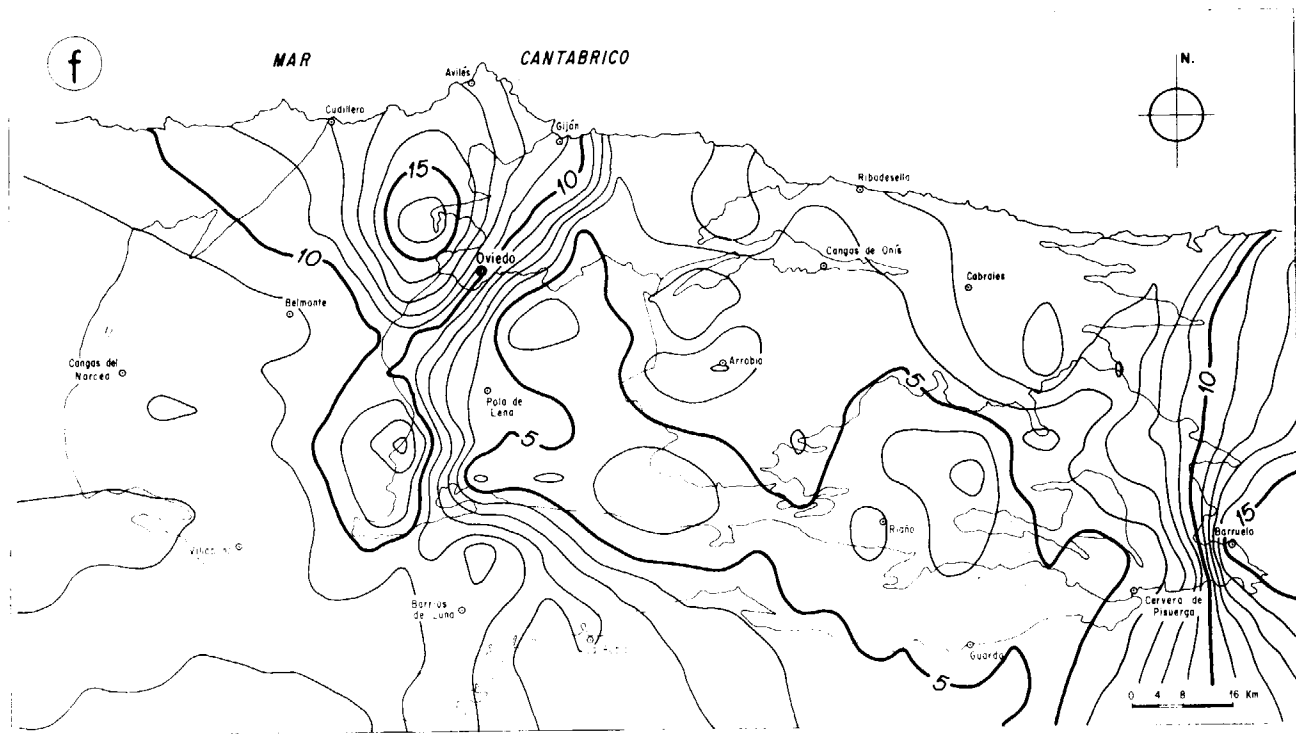 f
MAR CANTABRICO
N.
Avilés
Cudillero
Gijón
Ribadesella
15
10
10
Oviedo
Cangas de Onís
Cabrales
Belmonte
Cangas del
Narcea
Arrobio
10
Pola de
Lena
5
5
15
Riaño
Barruelo
Barrios
de Luna
Cervera de
Pisuerga
Guardo
5
0 4 8 16 Km